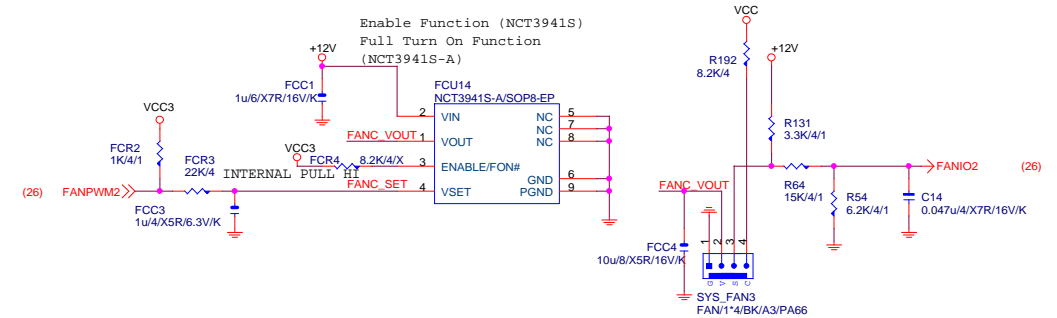 Enable Function (NCT3941S)
Full Turn On Function
(NCT3941S-A)
+12V
FCC1
1u/6/X7R/16V/K
FCU14
NCT3941S-A/SOP8-EP
2
VIN
1
VOUT
3
ENABLE/FON#
4
VSET
NC
5
NC
7
NC
8
GND
6
PGND
9
FANC_VOUT
VCC3
FCR4
8.2K/4/X
INTERNAL PULL HI
FANC_SET
VCC3
FCR2
1K/4/1
FCR3
22K/4
(26)
FANPWM2
FCC3
1u/4/X5R/6.3V/K
VCC
R192
8.2K/4
+12V
R131
3.3K/4/1
FANIO2
(26)
R64
15K/4/1
R54
6.2K/4/1
C14
0.047u/4/X7R/16V/K
FANC_VOUT
FCC4
10u/8/X5R/16V/K
1
2
3
4
G
V
S
C
SYS_FAN3
FAN/1*4/BK/A3/PA66